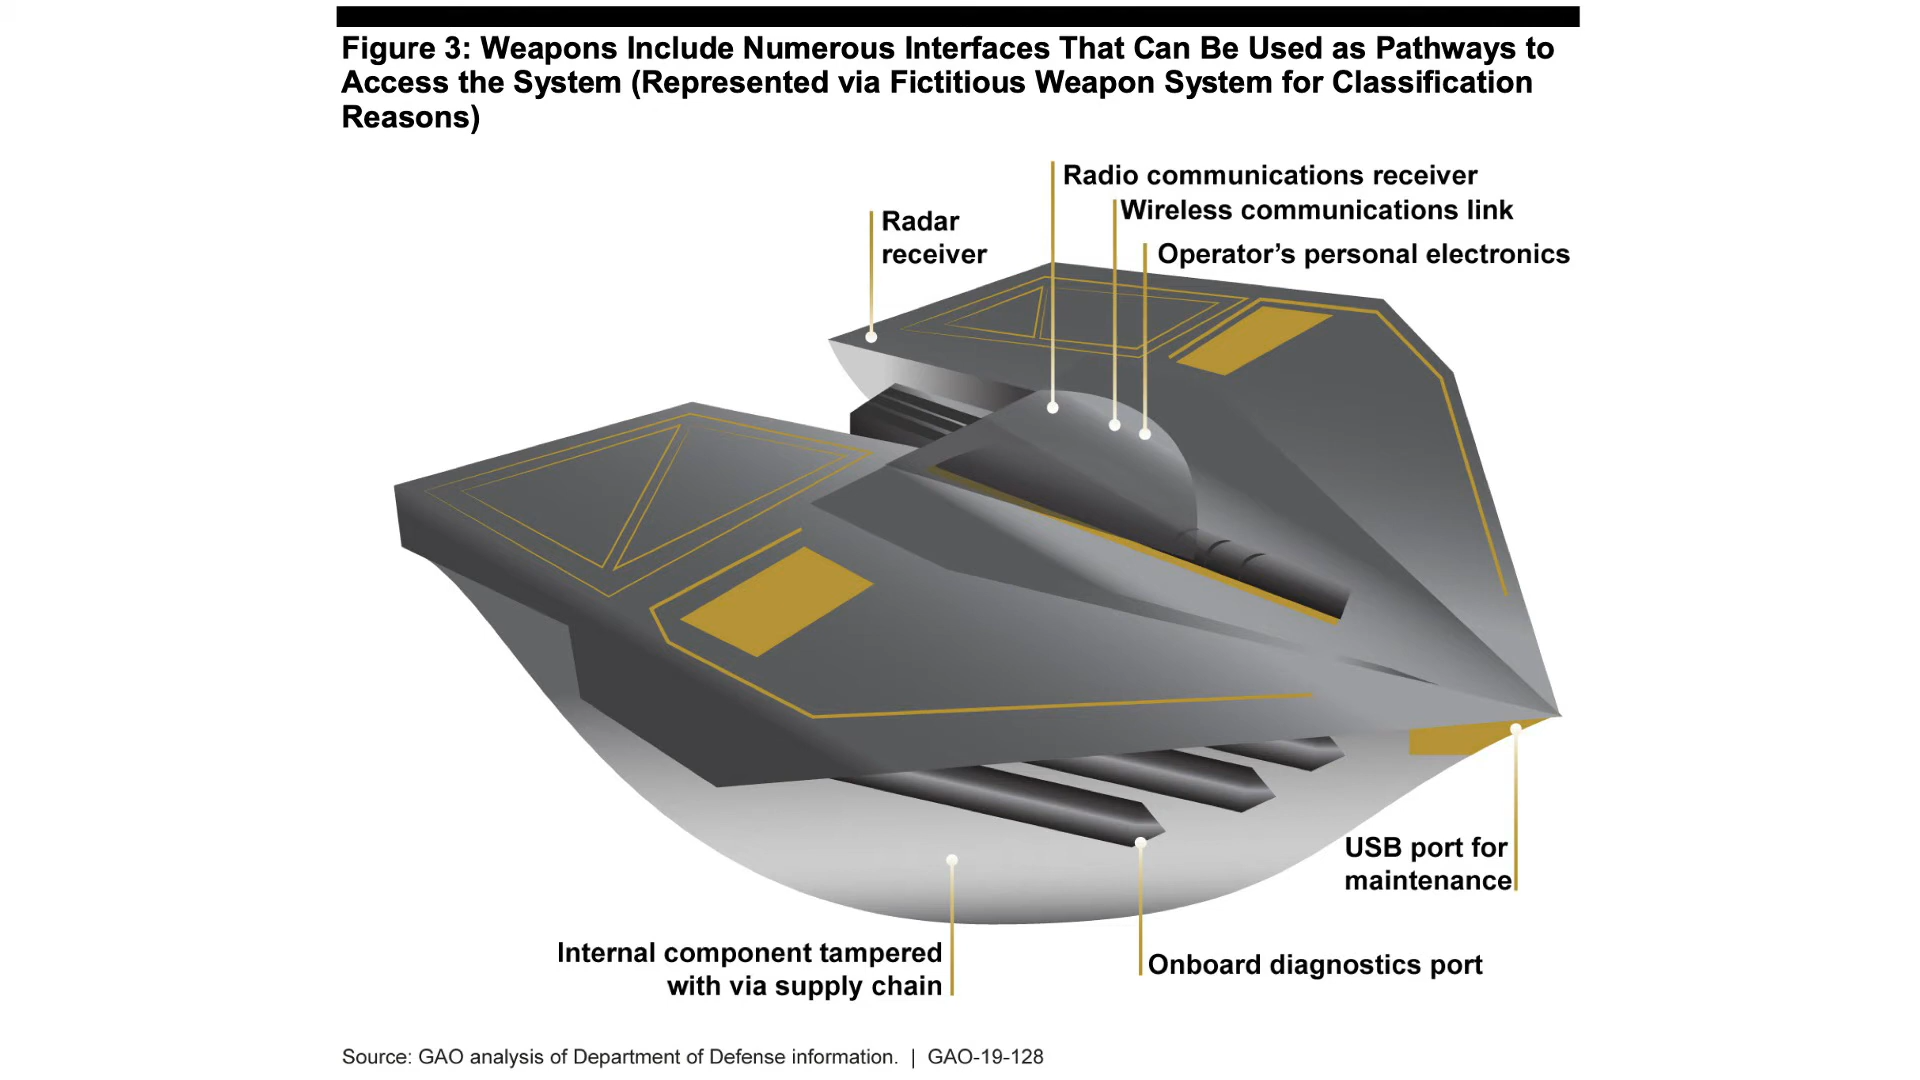 Figure 3: Weapons Include Numerous Interfaces That Can Be Used as Pathways to
Access the System (Represented via Fictitious Weapon System for Classification
Reasons)
Radio communications receiver
Wireless communications link
Radar
receiver
Operator’s personal electronics
USB port for
maintenance
Internal component tampered
with via supply chain
Onboard diagnostics port
Source: GAO analysis of Department of Defense information. | GAO-19-128